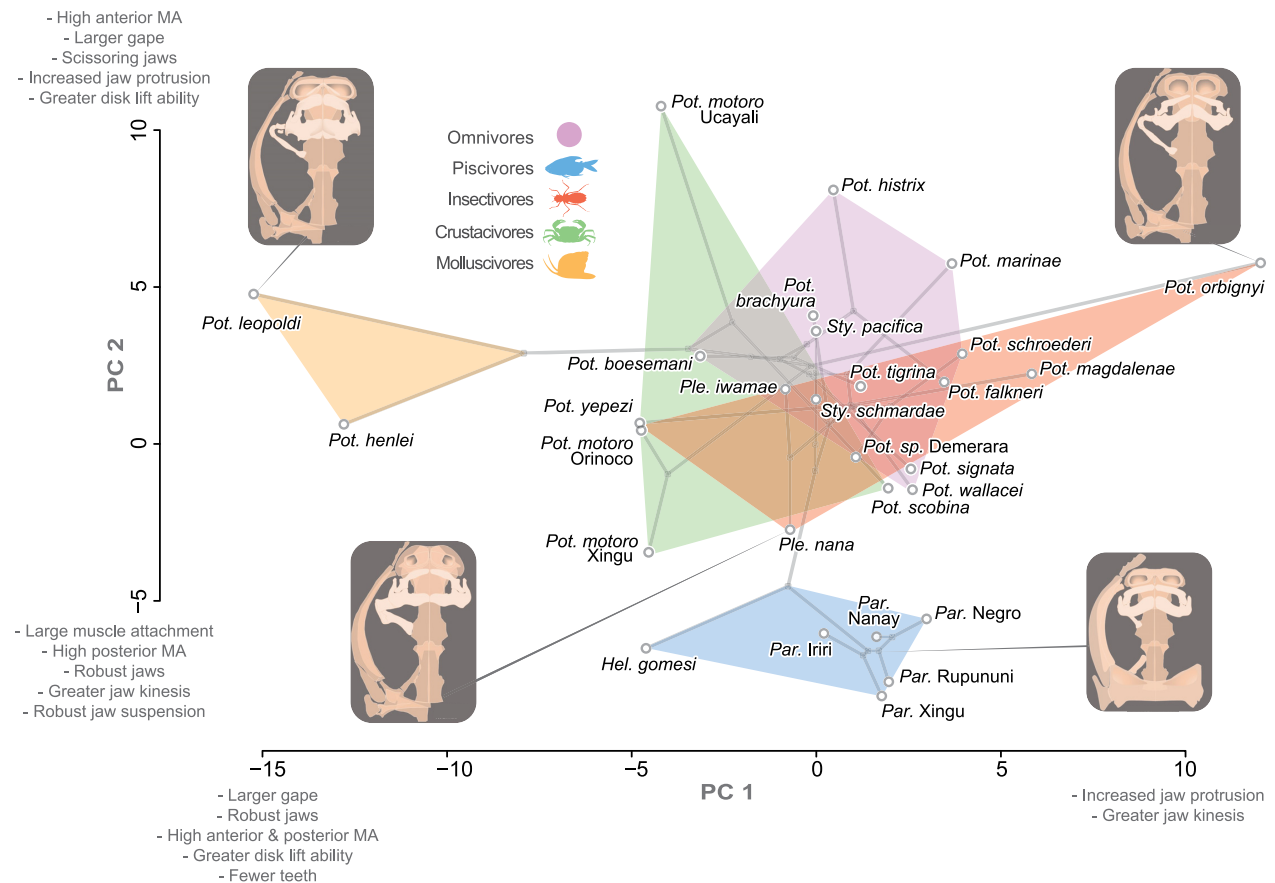 - High anterior MA
- Larger gape
- Scissoring jaws
- Increased jaw protrusion
- Greater disk lift ability
10
5
0
−5
PC 2
Omnivores
Piscivores
Insectivores
Crustacivores
Molluscivores
Pot. motoro
Ucayali
Pot. histrix
Pot. marinae
Pot. orbignyi
Pot. leopoldi
Pot.
brachyura
Sty. pacifica
Pot. schroederi
Pot. boesemani
Pot. tigrina
Pot. magdalenae
Ple. iwamae
Pot. falkneri
Pot. yepezi
Sty. schmardae
Pot. henlei
Pot. motoro
Orinoco
Pot. sp. Demerara
Pot. signata
Pot. wallacei
Pot. scobina
Pot. motoro
Xingu
Ple. nana
Par.
Nanay
Par. Negro
Hel. gomesi
Par. Iriri
Par. Rupununi
Par. Xingu
- Large muscle attachment
- High posterior MA
- Robust jaws
- Greater jaw kinesis
- Robust jaw suspension
−15
−10
−5
0
5
10
PC 1
- Larger gape
- Robust jaws
- High anterior & posterior MA
- Greater disk lift ability
- Fewer teeth
- Increased jaw protrusion
- Greater jaw kinesis